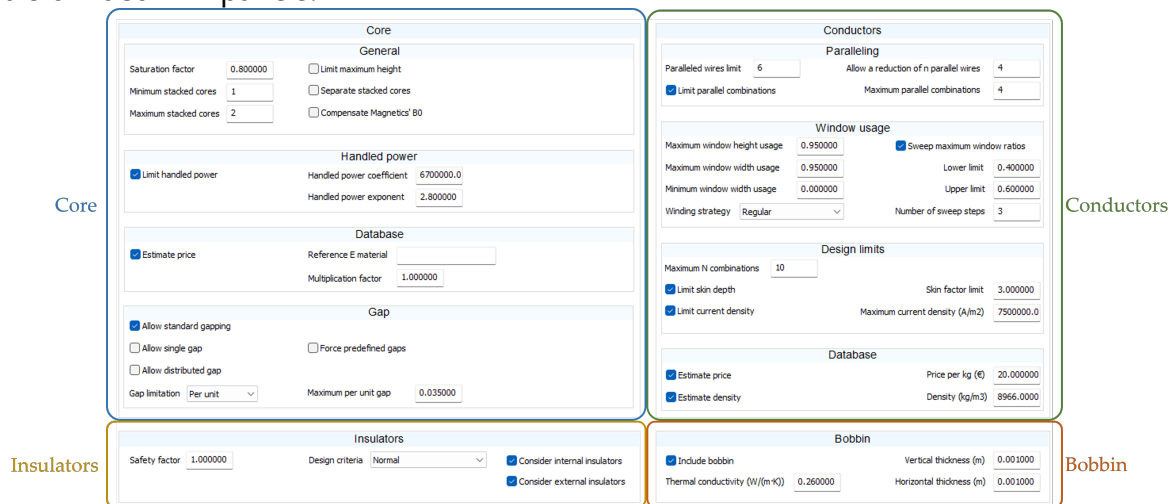 Core
General
Saturation factor 0.800000 Limit maximum height
Minimum stacked cores 1 Separate stacked cores
Maximum stacked cores 2 Compensate Magnetics' B0
Handled power
Limit handled power Handled power coefficient 6700000.0
Handled power exponent 2.800000
Core
Database
Estimate price Reference E material
Multiplication factor 1.000000
Gap
Allow standard gapping
Allow single gap Force predefined gaps
Allow distributed gap
Gap limitation Per unit Maximum per unit gap 0.035000
Conductors
Paralleling
Paralleled wires limit 6 Allow a reduction of n parallel wires 4
Limit parallel combinations Maximum parallel combinations 4
Window usage
Maximum window height usage 0.950000 Sweep maximum window ratios
Maximum window width usage 0.950000 Lower limit 0.400000
Minimum window width usage 0.000000 Upper limit 0.600000
Winding strategy Regular Number of sweep steps 3
Conductors
Design limits
Maximum N combinations 10
Limit skin depth Skin factor limit 3.000000
Limit current density Maximum current density (A/m2) 7500000.0
Database
Estimate price Price per kg (€) 20.000000
Estimate density Density (kg/m3) 8966.0000
Insulators
Insulators
Safety factor 1.000000 Design criteria Normal Consider internal insulators
Consider external insulators
Bobbin
Include bobbin Vertical thickness (m) 0.001000
Thermal conductivity (W/(m·K)) 0.260000 Horizontal thickness (m) 0.001000
Bobbin